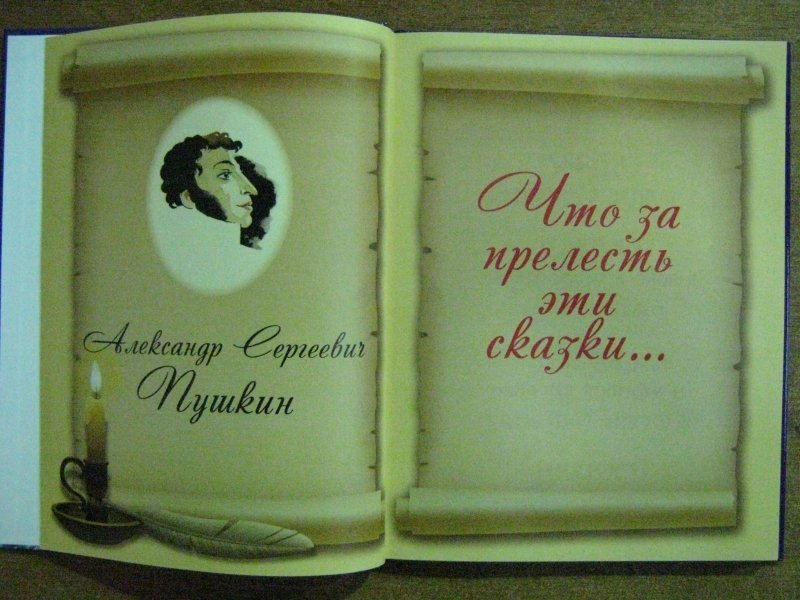 Александр Сергеевич
Пушкин
Что за
прелесть
эти
сказки...